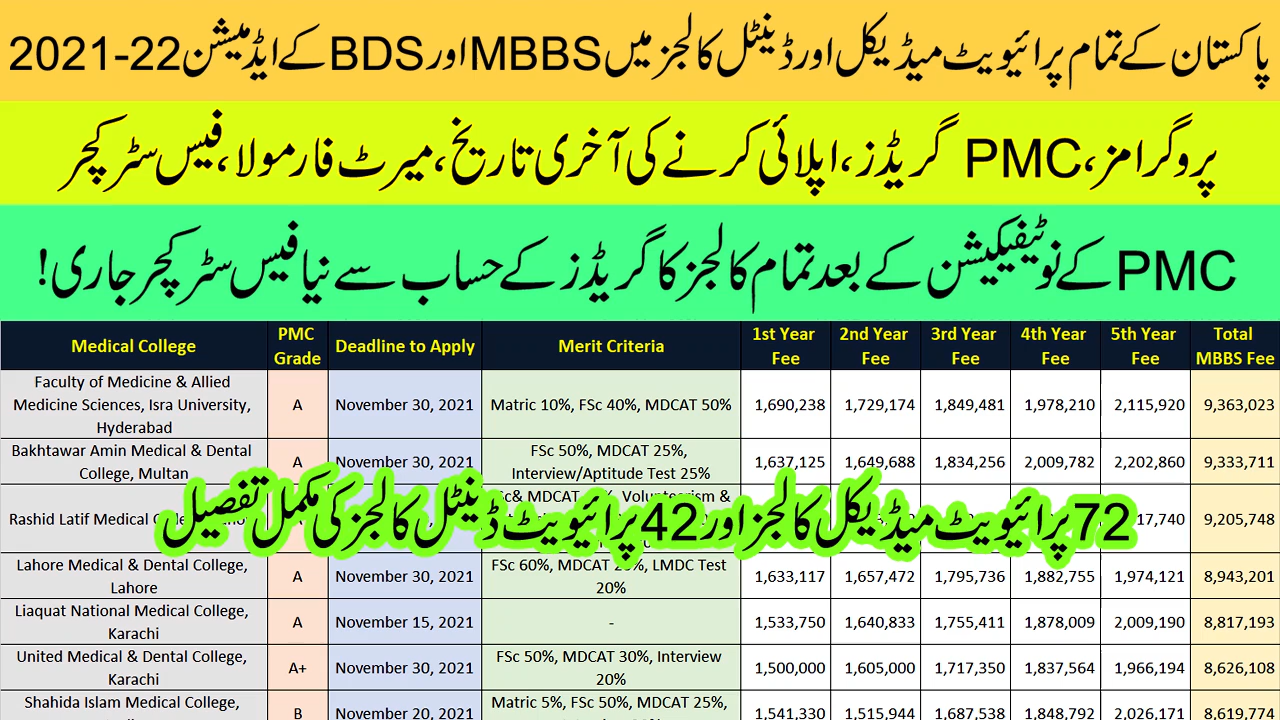 پاکستان کے تمام پرائیویٹ میڈیکل اور ڈینٹل کالجز میں MBBS اور BDS کے ایڈمیشن 2021-22
پروگرامز، PMC گریڈز، اپلائی کرنے کی آخری تاریخ، میرٹ فارمولا، فیس سٹرکچر
PMC کے نوٹیفیکیشن کے بعد تمام کالجز کا گریڈز کے حساب سے نیا فیس سٹرکچر جاری!
Medical College PMC Grade Deadline to Apply Merit Criteria 1st Year Fee 2nd Year Fee 3rd Year Fee 4th Year Fee 5th Year Fee Total MBBS Fee
Faculty of Medicine & Allied Medicine Sciences, Isra University, Hyderabad A November 30, 2021 Matric 10%, FSc 40%, MDCAT 50% 1,690,238 1,729,174 1,849,481 1,978,210 2,115,920 9,363,023
Bakhtawar Amin Medical & Dental College, Multan A November 30, 2021 FSc 50%, MDCAT 25%, Interview/Aptitude Test 25% 1,637,125 1,649,688 1,834,256 2,009,782 2,202,860 9,333,711
Rashid Latif Medical & MDCAT Volunteerism & 9,205,748
72 پرائیویٹ میڈیکل کالجز اور 42 پرائیویٹ ڈینٹل کالجز کی مکمل تفصیل
Lahore Medical & Dental College, Lahore A November 30, 2021 FSc 60%, MDCAT 20%, LMDC Test 20% 1,633,117 1,657,472 1,795,736 1,882,755 1,974,121 8,943,201
Liaquat National Medical College, Karachi A November 15, 2021 - 1,533,750 1,640,833 1,755,411 1,878,009 2,009,190 8,817,193
United Medical & Dental College, Karachi A+ November 30, 2021 FSc 50%, MDCAT 30%, Interview 20% 1,500,000 1,605,000 1,717,350 1,837,564 1,966,194 8,626,108
Shahida Islam Medical College, B November 20, 2021 Matric 5%, FSc 50%, MDCAT 25%, 1,541,330 1,515,944 1,687,538 1,848,792 2,026,171 8,619,774